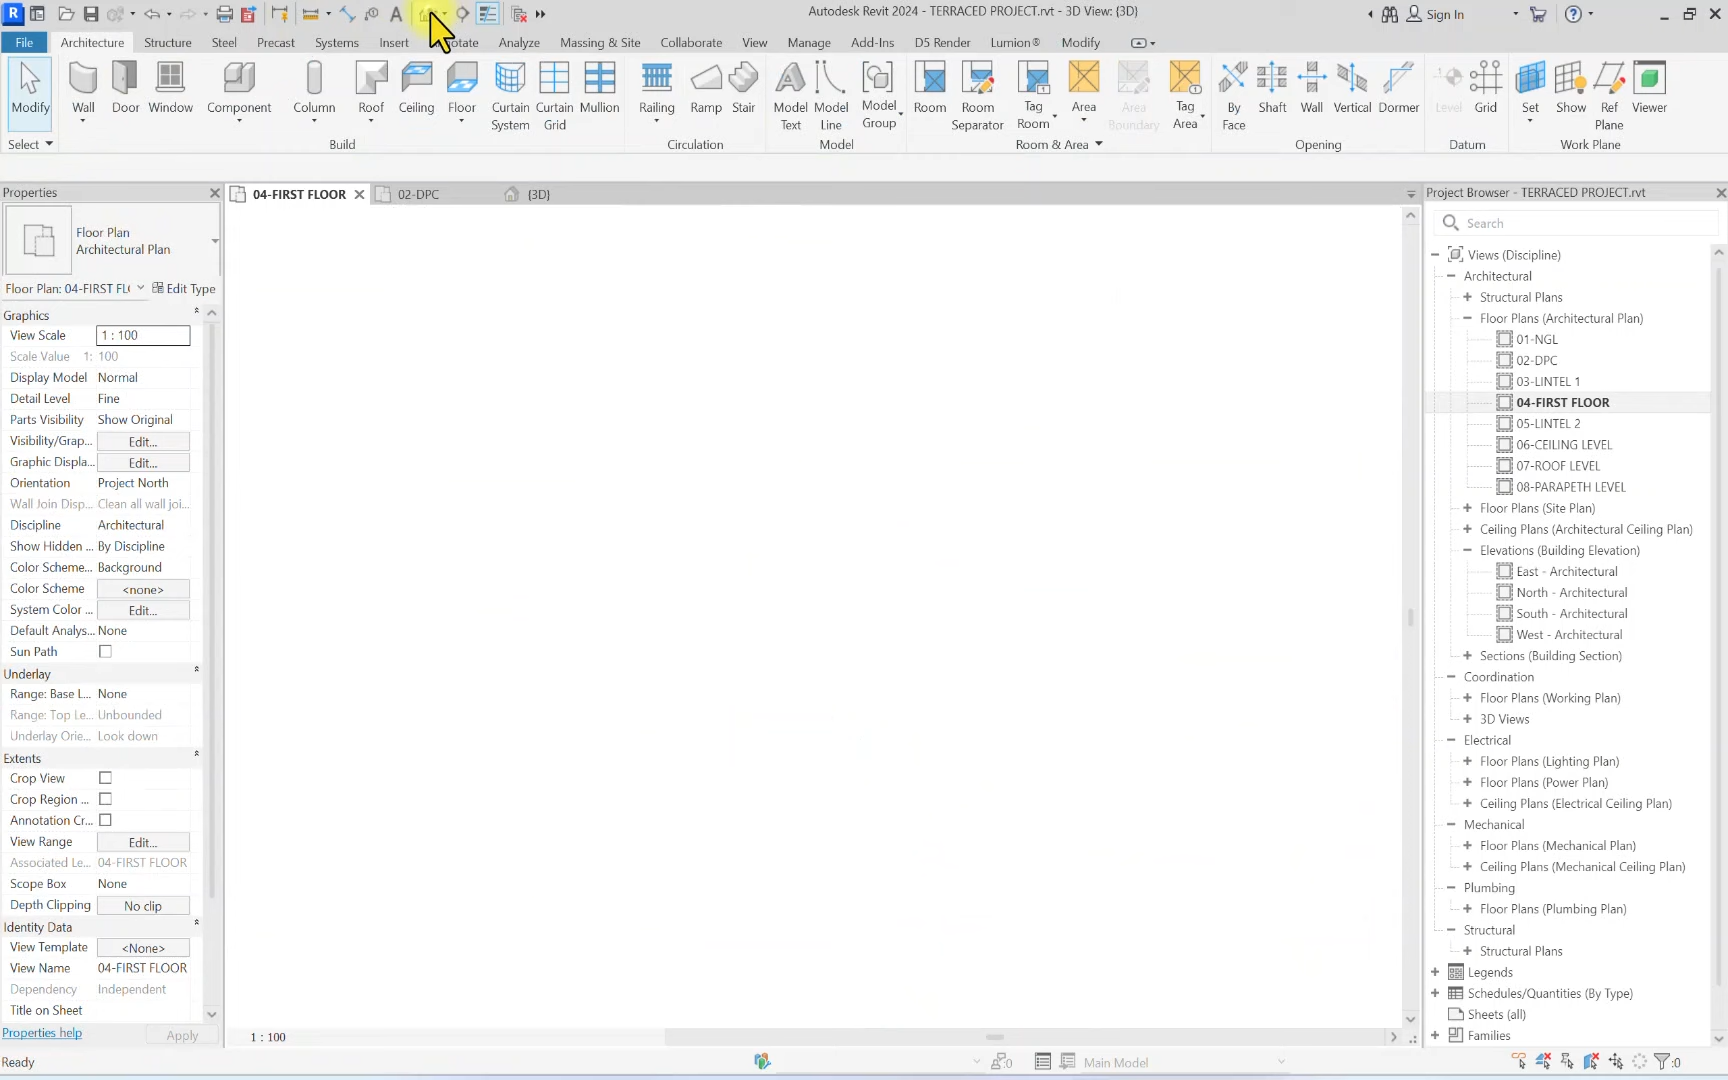 Autodesk Revit 2024 - TERRACED PROJECT.rvt - 3D View: {3D}
Sign In
File Architecture Structure Steel Precast Systems Insert Annotate Analyze Massing & Site Collaborate View Manage Add-Ins D5 Render Lumion® Modify
Modify Wall Door Window Component Column Roof Ceiling Floor Curtain System Curtain Grid Mullion Railing Ramp Stair Model Text Model Line Model Group Room Room Separator Tag Room Area Area Boundary Tag Area By Face Shaft Wall Vertical Dormer Level Grid Set Show Ref Plane Viewer
Select Build Circulation Model Room & Area Opening Datum Work Plane
Properties
04-FIRST FLOOR 02-DPC {3D}
Floor Plan
Architectural Plan
Floor Plan: 04-FIRST FL Edit Type
Graphics
View Scale 1 : 100
Scale Value 1: 100
Display Model Normal
Detail Level Fine
Parts Visibility Show Original
Visibility/Grap... Edit...
Graphic Displa... Edit...
Orientation Project North
Wall Join Disp... Clean all wall joi...
Discipline Architectural
Show Hidden ... By Discipline
Color Scheme... Background
Color Scheme <none>
System Color ... Edit...
Default Analys... None
Sun Path
Underlay
Range: Base L... None
Range: Top Le... Unbounded
Underlay Orie... Look down
Extents
Crop View
Crop Region ...
Annotation Cr...
View Range Edit...
Associated Le... 04-FIRST FLOOR
Scope Box None
Depth Clipping No clip
Identity Data
View Template <None>
View Name 04-FIRST FLOOR
Dependency Independent
Title on Sheet
Properties help Apply
1 : 100
Ready
:0 Main Model :0
Project Browser - TERRACED PROJECT.rvt
Search
Views (Discipline)
Architectural
Structural Plans
Floor Plans (Architectural Plan)
01-NGL
02-DPC
03-LINTEL 1
04-FIRST FLOOR
05-LINTEL 2
06-CEILING LEVEL
07-ROOF LEVEL
08-PARAPETH LEVEL
Floor Plans (Site Plan)
Ceiling Plans (Architectural Ceiling Plan)
Elevations (Building Elevation)
East - Architectural
North - Architectural
South - Architectural
West - Architectural
Sections (Building Section)
Coordination
Floor Plans (Working Plan)
3D Views
Electrical
Floor Plans (Lighting Plan)
Floor Plans (Power Plan)
Ceiling Plans (Electrical Ceiling Plan)
Mechanical
Floor Plans (Mechanical Plan)
Ceiling Plans (Mechanical Ceiling Plan)
Plumbing
Floor Plans (Plumbing Plan)
Structural
Structural Plans
Legends
Schedules/Quantities (By Type)
Sheets (all)
Families